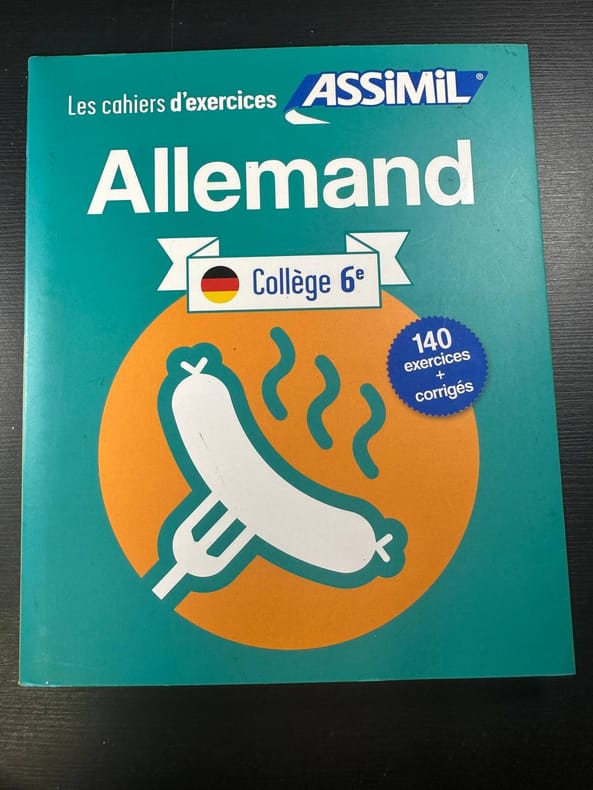 Les cahiers d'exercices ASSiMiL®
Allemand
Collège 6e
140
exercices
+
corrigés